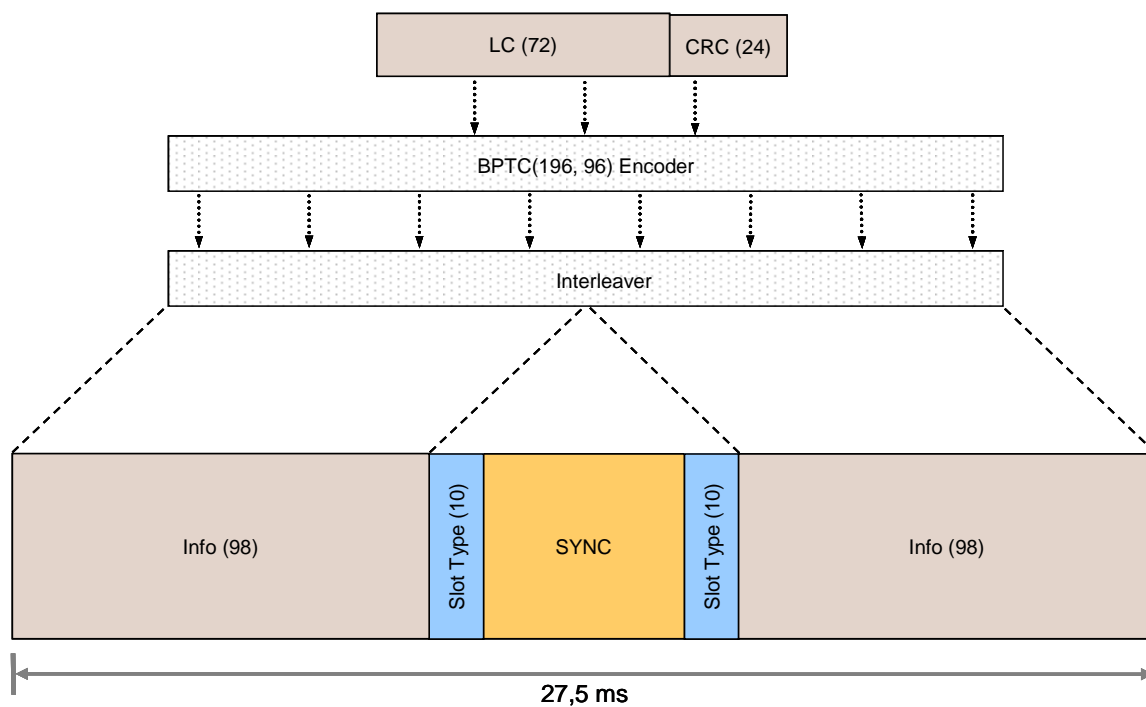 LC (72)
CRC (24)
BPTC(196, 96) Encoder
Interleaver
Info (98)
Slot Type (10)
SYNC
Slot Type (10)
Info (98)
27,5 ms